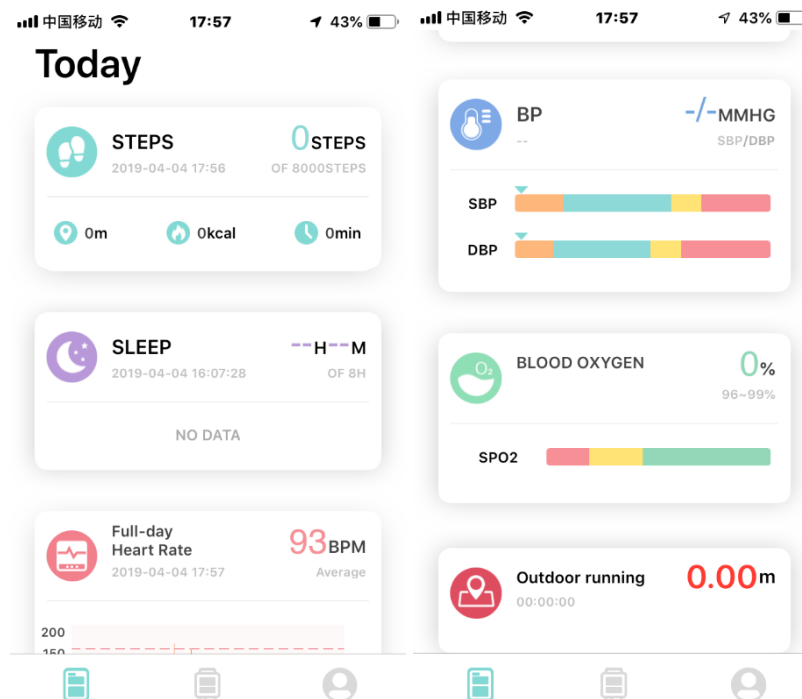 中国移动 17:57 43%
Today
STEPS
0STEPS
2019-04-04 17:56
OF 8000STEPS
0m
0kcal
0min
SLEEP
--H--M
2019-04-04 16:07:28
OF 8H
NO DATA
Full-day
Heart Rate
93BPM
2019-04-04 17:57
Average
200
150
中国移动 17:57 43%
BP
-/-MMHG
--
SBP/DBP
SBP
DBP
O₂
BLOOD OXYGEN
0%
96~99%
SPO2
Outdoor running
0.00m
00:00:00